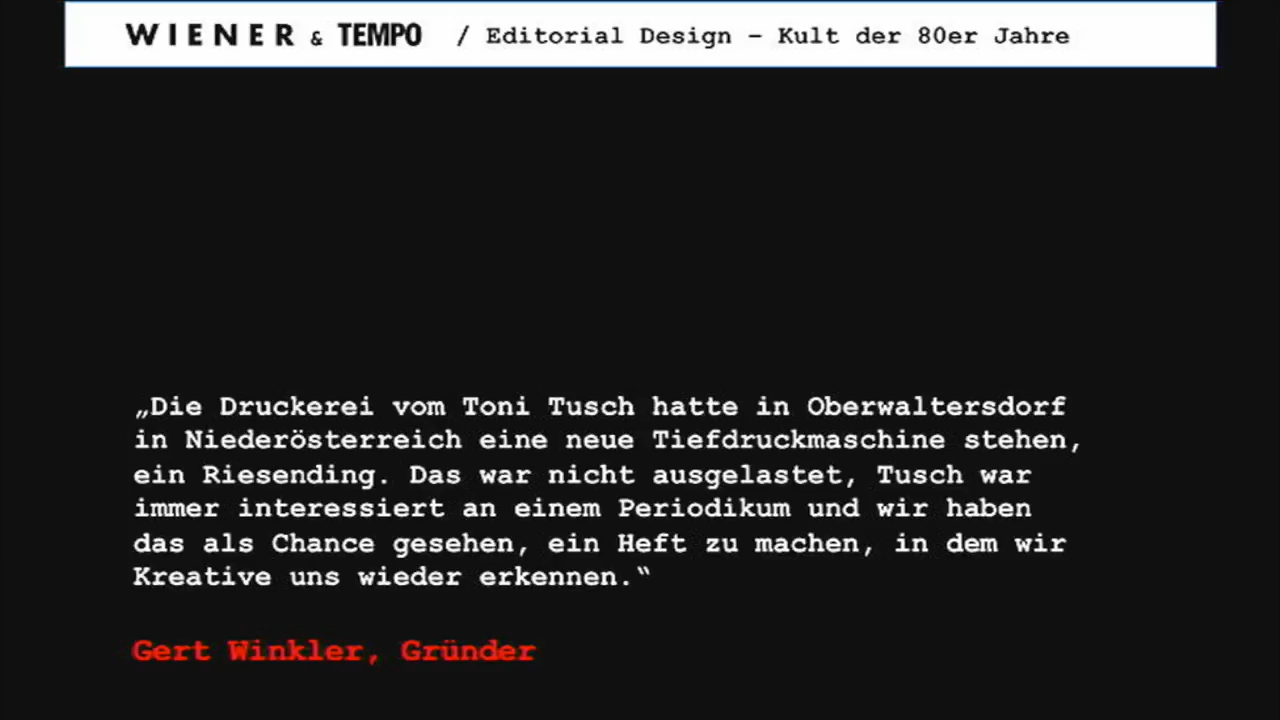 WIENER & TEMPO / Editorial Design – Kult der 80er Jahre
„Die Druckerei vom Toni Tusch hatte in Oberwaltersdorf
in Niederösterreich eine neue Tiefdruckmaschine stehen,
ein Riesending. Das war nicht ausgelastet, Tusch war
immer interessiert an einem Periodikum und wir haben
das als Chance gesehen, ein Heft zu machen, in dem wir
Kreative uns wieder erkennen.‟
Gert Winkler, Gründer